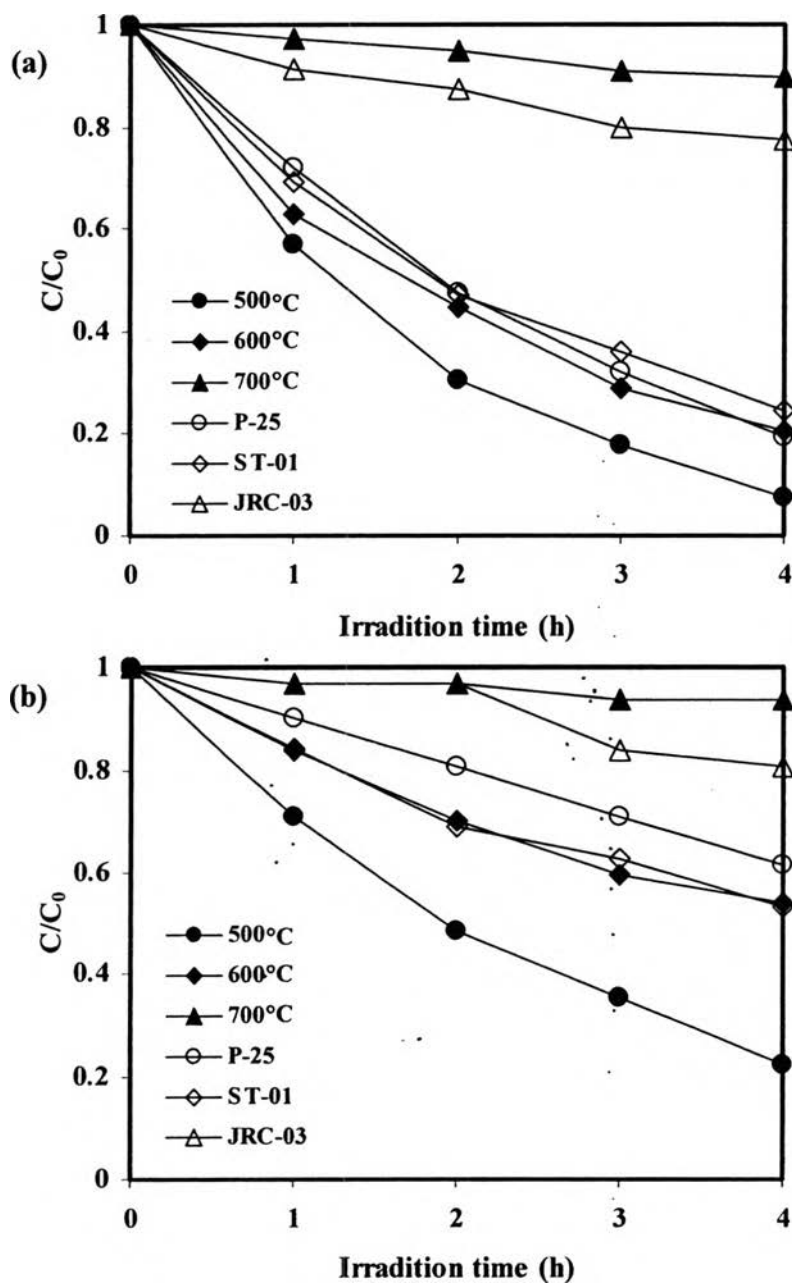 (a)
1
0.8
0.6
0.4
0.2
0
C/C₀
500°C
600°C
700°C
P-25
ST-01
JRC-03
0 1 2 3 4
Irradition time (h)
(b)
1
0.8
0.6
0.4
0.2
0
C/C₀
500°C
600°C
700°C
P-25
ST-01
JRC-03
0 1 2 3 4
Irradition time (h)